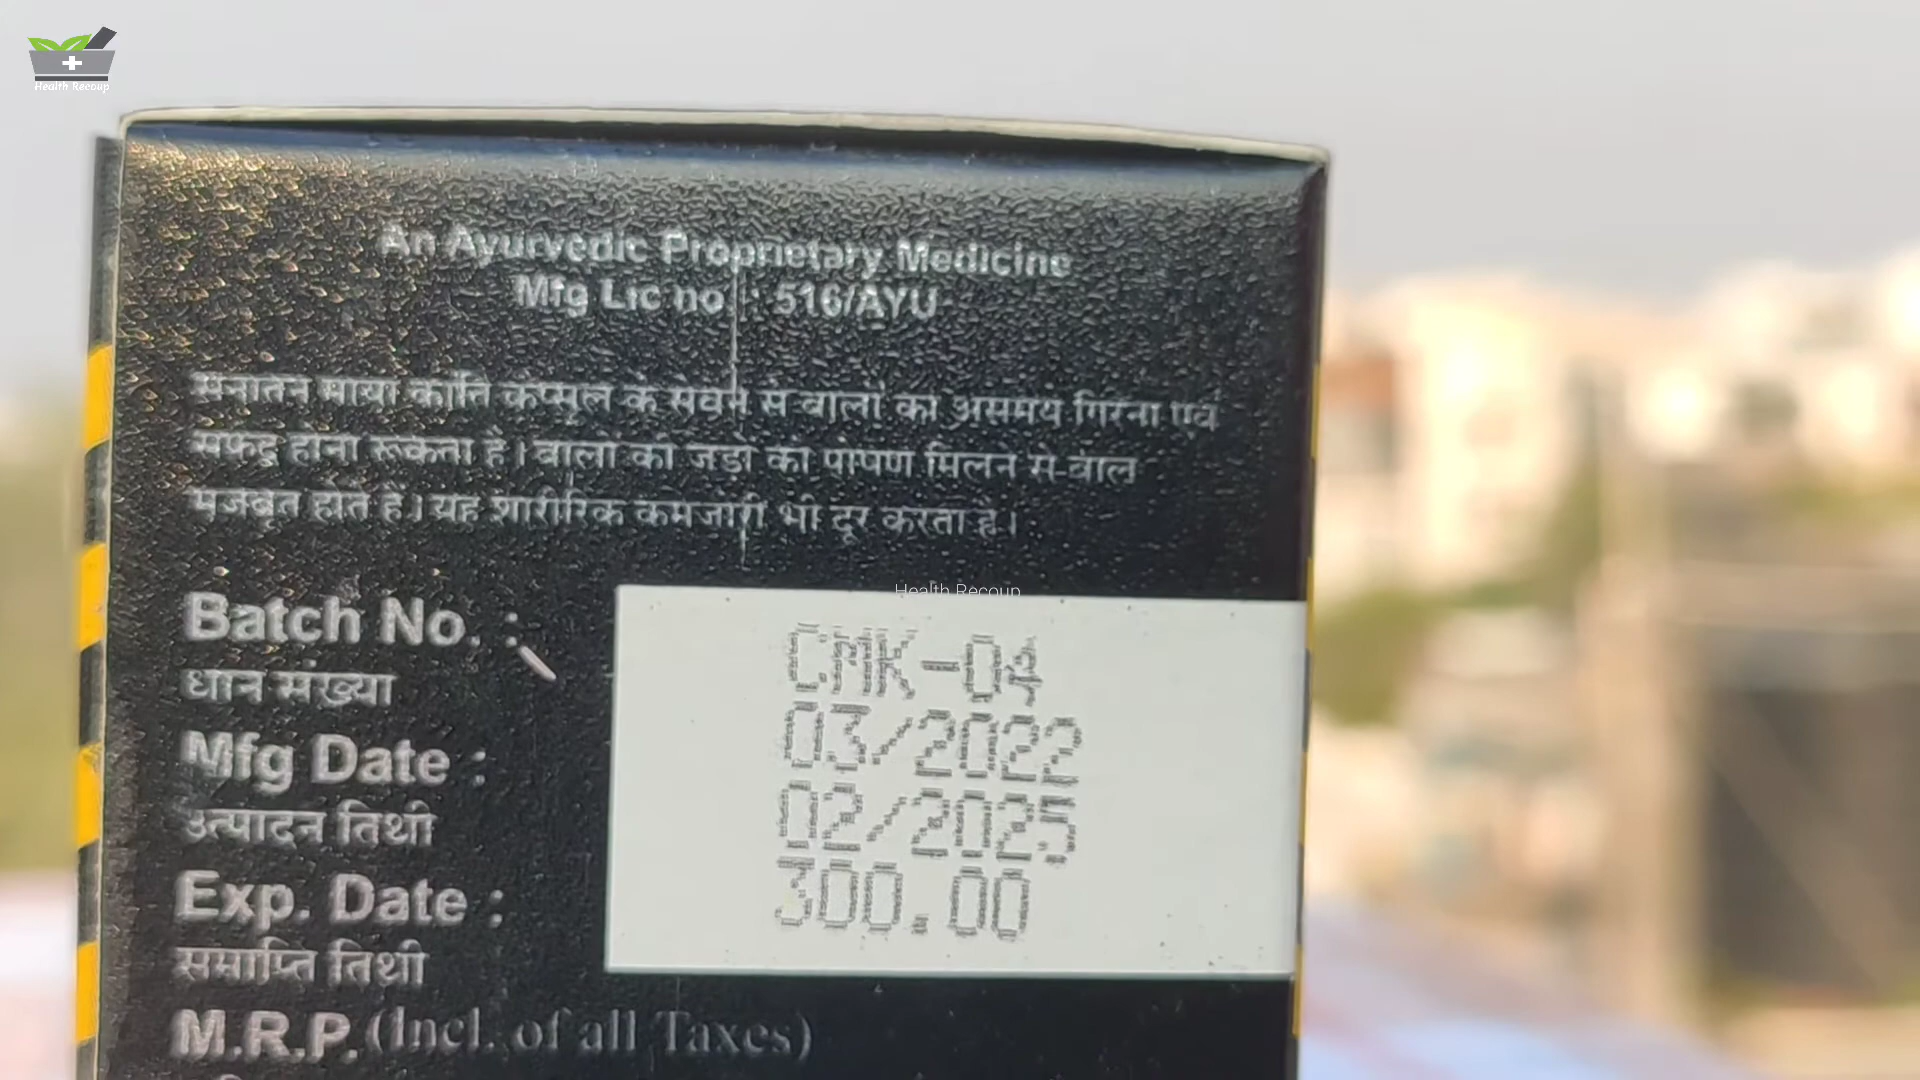 Health Recoup
An Ayurvedic Proprietary Medicine
Mfg Lic no : 516/AYU
सनातन माया कांति कैप्सूल के सेवन से बालों का असमय गिरना एवं
सफेद होना रूकता है। बालों की जड़ों को पोषण मिलने से बाल
मजबूत होते है। यह शारीरिक कमजोरी भी दूर करता है।
Health Recoup
Batch No. :
धान संख्या
Mfg Date : 03/2022
उत्पादन तिथी
02/2025
Exp. Date : 300.00
समाप्ति तिथी
M.R.P. (Incl. of all Taxes)